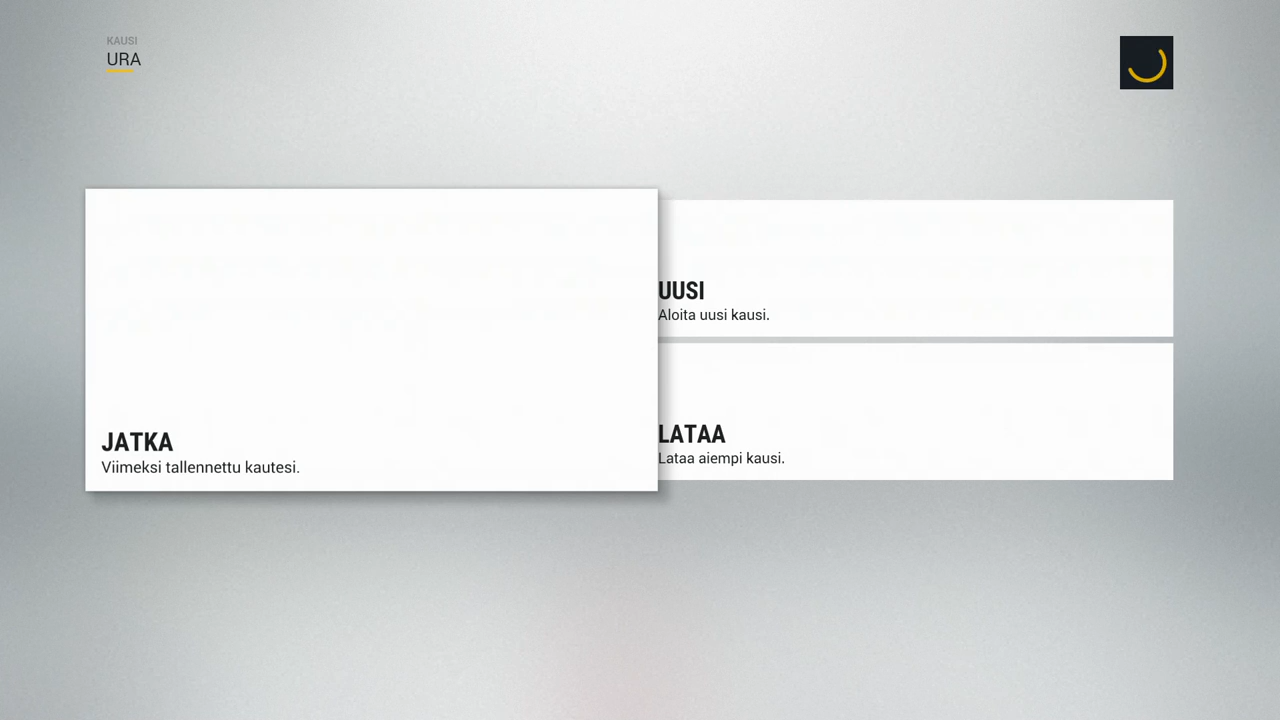 KAUSI
URA
JATKA
Viimeksi tallennettu kautesi.
UUSI
Aloita uusi kausi.
LATAA
Lataa aiempi kausi.